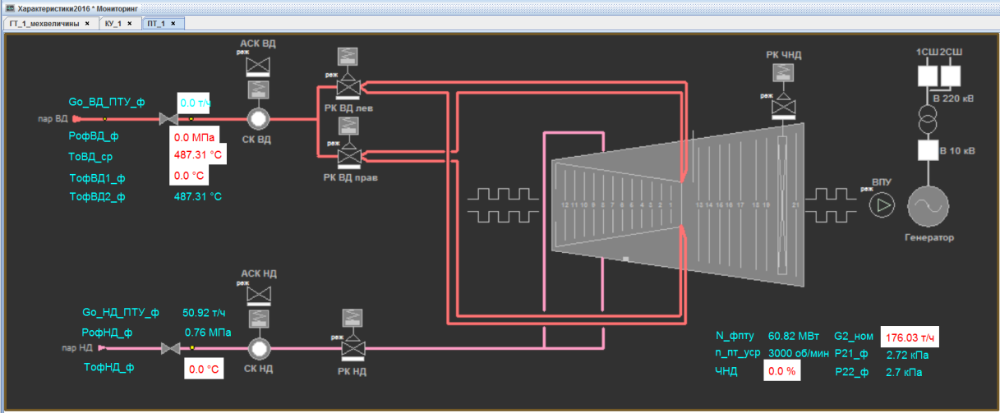 Характеристики2016 * Мониторинг
ГТ_1_мехвеличины × КУ_1 × ПТ_1 ×
АСК ВД
реж
РК ЧНД
реж
1СШ 2СШ
В 220 кВ
В 10 кВ
реж
РК ВД лев
Go_ВД_ПТУ_ф 0.0 т/ч
пар ВД
СК ВД
РофВД_ф 0.0 МПа
ТоВД_ср 487.31 °C
ТофВД1_ф 0.0 °C
ТофВД2_ф 487.31 °C
реж
РК ВД прав
ВПУ
реж
12 11 10 9 8 7 6 5 4 3 2 1 13 14 16 16 17 18 19 21
Генератор
АСК НД
реж
Go_НД_ПТУ_ф 50.92 т/ч
РофНД_ф 0.76 МПа
пар НД
ТофНД_ф 0.0 °C
СК НД
реж
РК НД
N_фпту 60.82 МВт G2_ном 176.03 т/ч
n_пт_уср 3000 об/мин P21_ф 2.72 кПа
ЧНД 0.0 % P22_ф 2.7 кПа